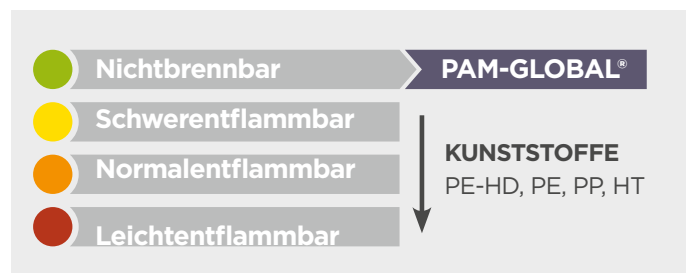 Nichtbrennbar
PAM-GLOBAL®
Schwerentflammbar
Normalentflammbar
Leichtentflammbar
KUNSTSTOFFE
PE-HD, PE, PP, HT